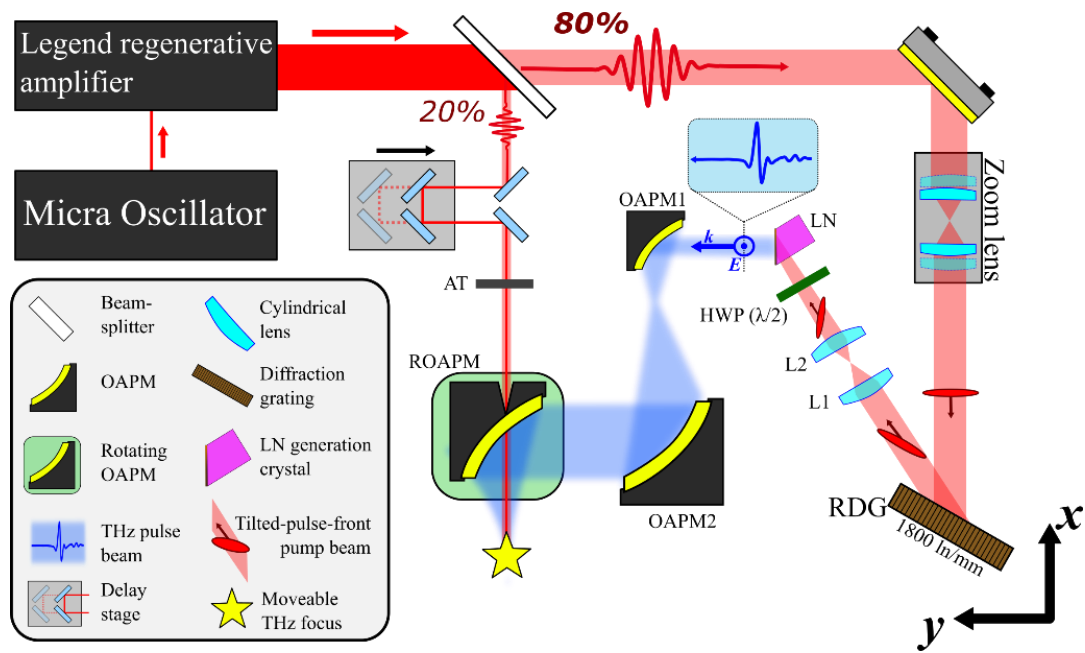 Legend regenerative
amplifier
Micra Oscillator
80%
20%
Zoom lens
OAPM1
LN
k
E
AT
HWP (λ/2)
L2
L1
ROAPM
OAPM2
RDG
1800 ln/mm
x
y
Beam-
splitter
Cylindrical
lens
OAPM
Diffraction
grating
Rotating
OAPM
LN generation
crystal
THz pulse
beam
Tilted-pulse-front
pump beam
Delay
stage
Moveable
THz focus